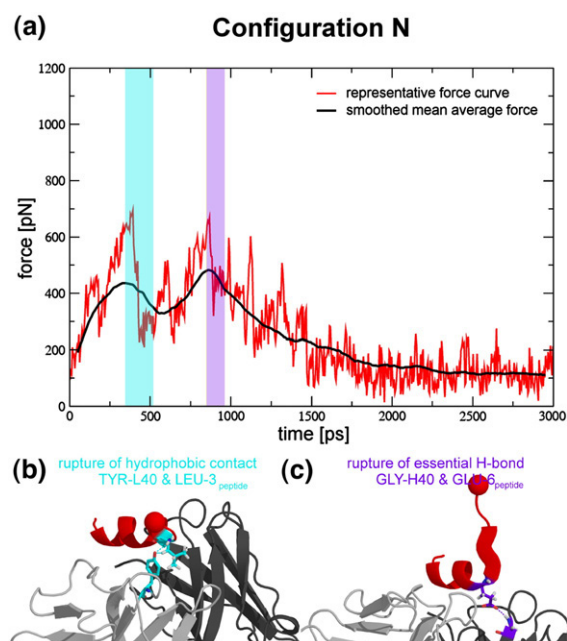 (a) Configuration N
representative force curve
smoothed mean average force
1200
1000
800
600
400
200
0
force [pN]
0 500 1000 1500 2000 2500 3000
time [ps]
(b)
rupture of hydrophobic contact
TYR-L40 & LEU-3peptide
(c)
rupture of essential H-bond
GLY-H40 & GLU-6peptide